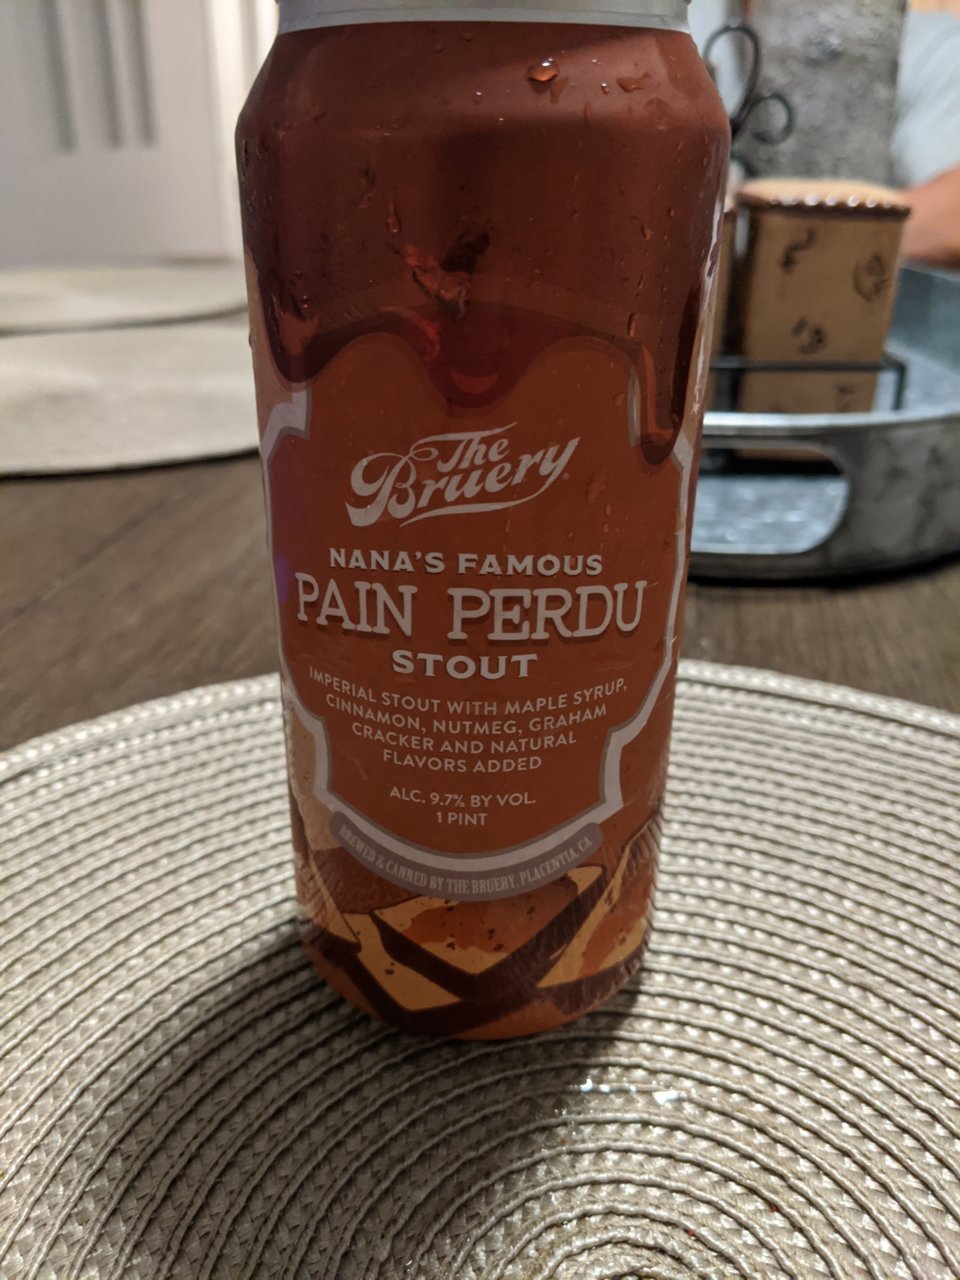 The
Bruery
NANA'S FAMOUS
PAIN PERDU
STOUT
IMPERIAL STOUT WITH MAPLE SYRUP,
CINNAMON, NUTMEG, GRAHAM
CRACKER AND NATURAL
FLAVORS ADDED
ALC. 9.7% BY VOL.
1 PINT
BREWED & CANNED BY THE BRUERY, PLACENTIA, CA